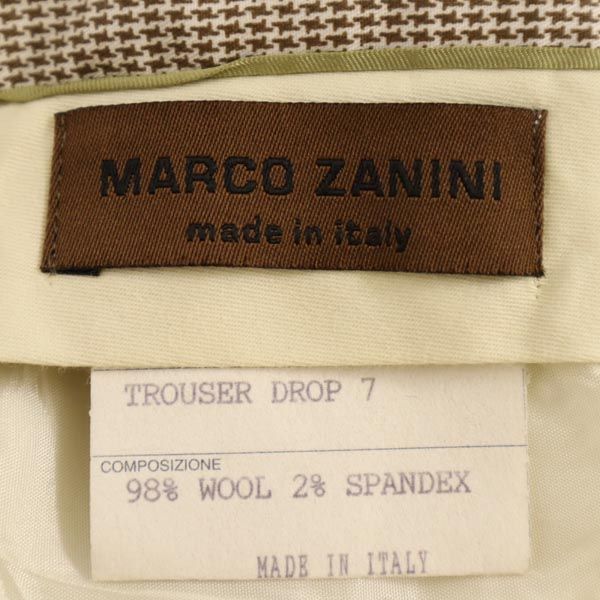 MARCO ZANINI
made in italy
TROUSER DROP 7
COMPOSIZIONE
98% WOOL 2% SPANDEX
MADE IN ITALY